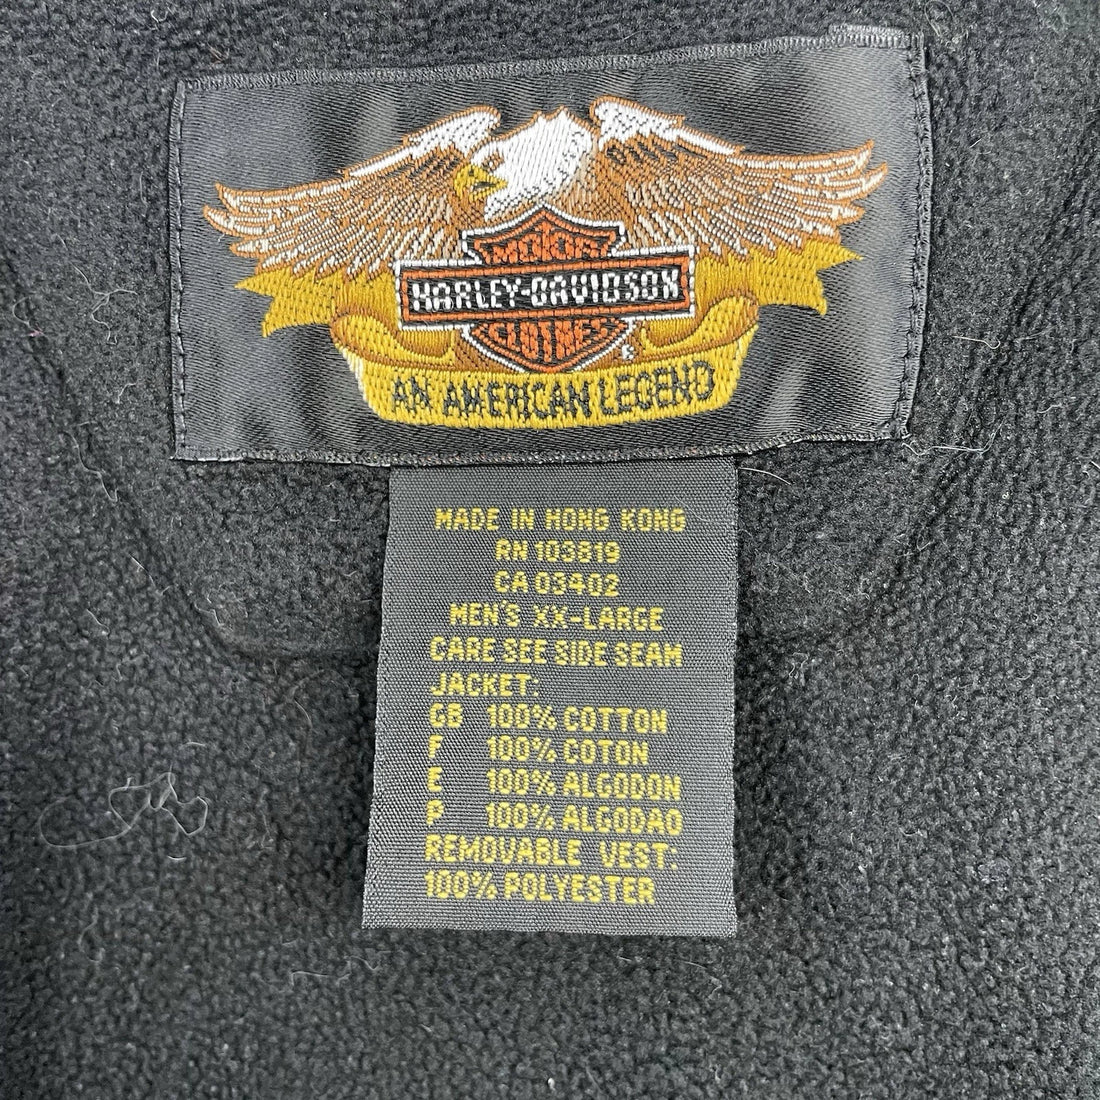 MOTOR
HARLEY-DAVIDSON
CLOTHES
®
AN AMERICAN LEGEND
MADE IN HONG KONG
RN 103819
CA 03402
MEN'S XX-LARGE
CARE SEE SIDE SEAM
JACKET:
GB 100% COTTON
F 100% COTON
E 100% ALGODON
P 100% ALGODAO
REMOVABLE VEST:
100% POLYESTER